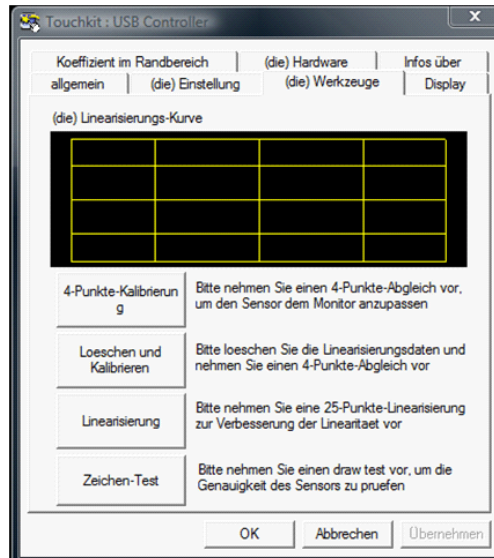 Touchkit : USB Controller
Koeffizient im Randbereich
(die) Hardware
Infos über
allgemein
(die) Einstellung
(die) Werkzeuge
Display
(die) Linearisierungs-Kurve
4-Punkte-Kalibrierun
g
Bitte nehmen Sie einen 4-Punkte-Abgleich vor,
um den Sensor dem Monitor anzupassen
Loeschen und
Kalibrieren
Bitte loeschen Sie die Linearisierungsdaten und
nehmen Sie einen 4-Punkte-Abgleich vor
Linearisierung
Bitte nehmen Sie eine 25-Punkte-Linearisierung
zur Verbesserung der Linearitaet vor
Zeichen-Test
Bitte nehmen Sie einen draw test vor, um die
Genauigkeit des Sensors zu pruefen
OK
Abbrechen
Übernehmen